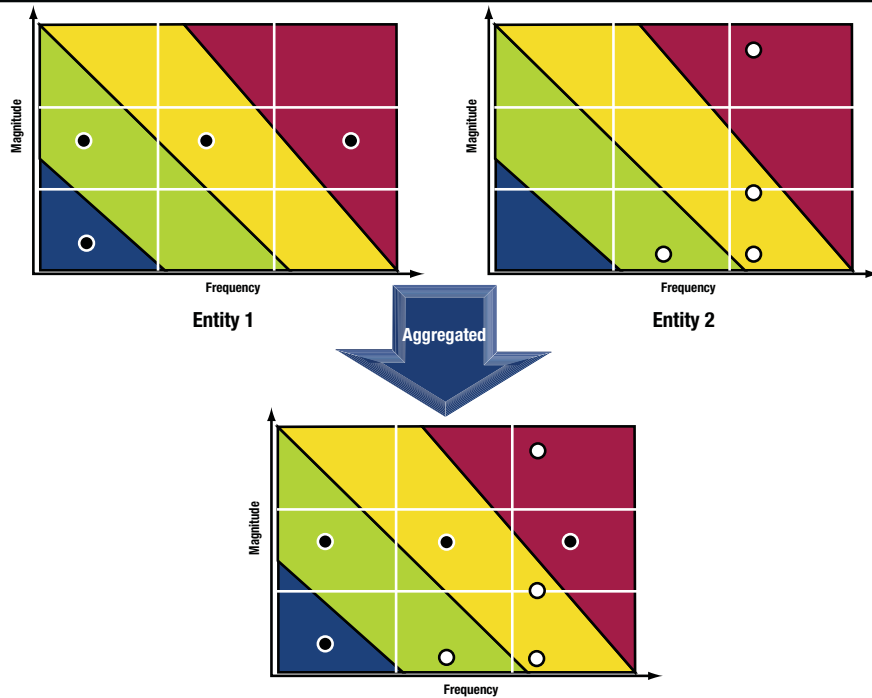 Magnitude
Frequency
Entity 1
Magnitude
Frequency
Entity 2
Aggregated
Magnitude
Frequency